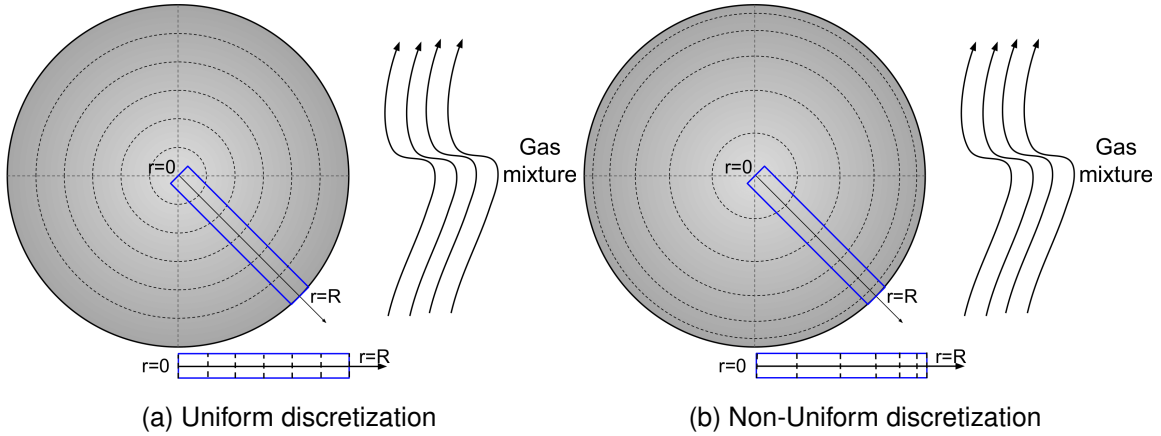 r=0
r=R
Gas
mixture
r=0
r=R
(a) Uniform discretization
r=0
r=R
Gas
mixture
r=0
r=R
(b) Non-Uniform discretization